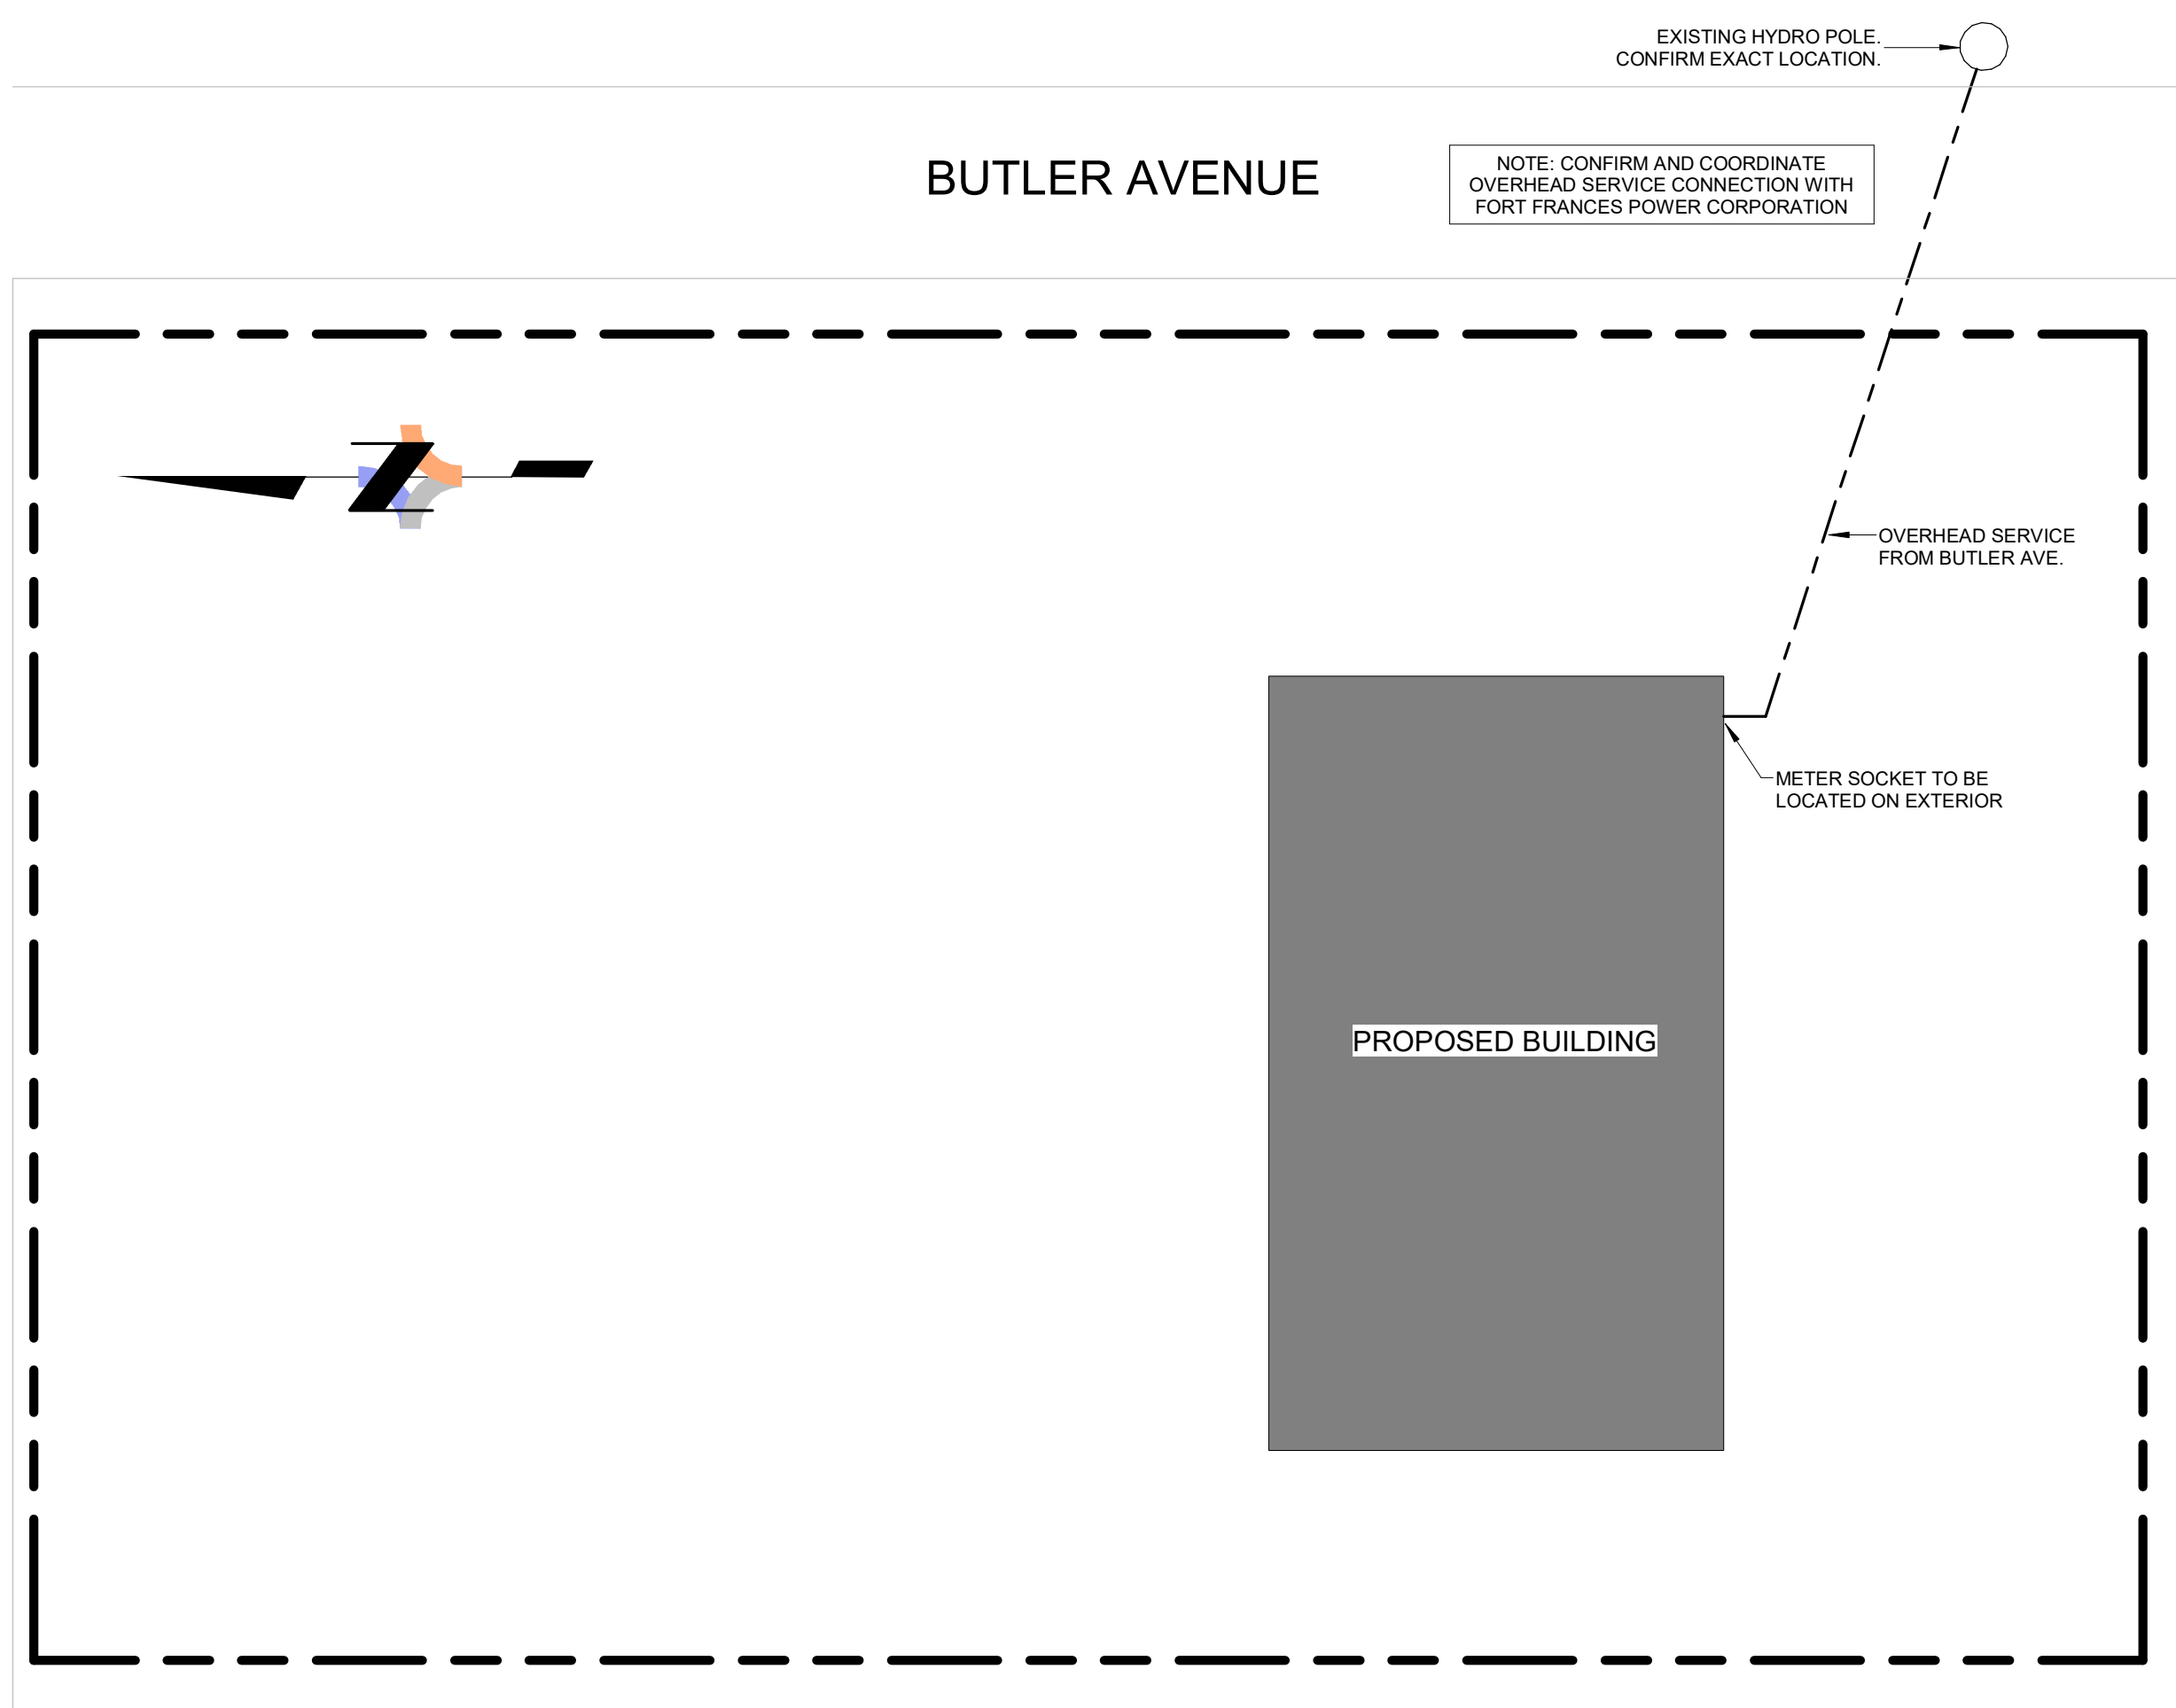 EXISTING HYDRO POLE.
CONFIRM EXACT LOCATION.
BUTLER AVENUE
NOTE: CONFIRM AND COORDINATE
OVERHEAD SERVICE CONNECTION WITH
FORT FRANCES POWER CORPORATION
Z
OVERHEAD SERVICE
FROM BUTLER AVE.
METER SOCKET TO BE
LOCATED ON EXTERIOR
PROPOSED BUILDING